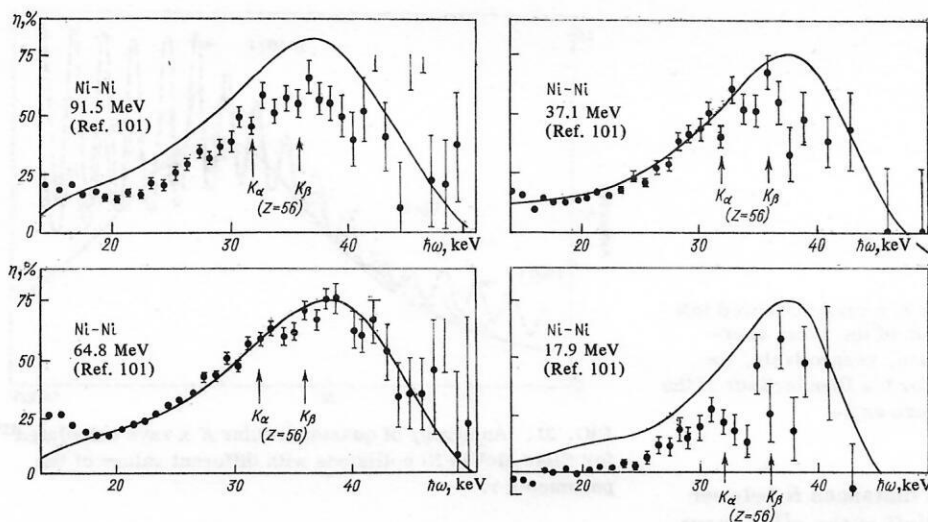 η,%
75
50
25
0
Ni–Ni
91.5 MeV
(Ref. 101)
Kα Kβ
(Z=56)
20 30 40 ħω, keV
Ni–Ni
37.1 MeV
(Ref. 101)
Kα Kβ
(Z=56)
20 30 40 ħω, keV
η,%
75
50
25
0
Ni–Ni
64.8 MeV
(Ref. 101)
Kα Kβ
(Z=56)
20 30 40 ħω, keV
Ni–Ni
17.9 MeV
(Ref. 101)
20 30 40 ħω, keV
Kα Kβ
(Z=56)